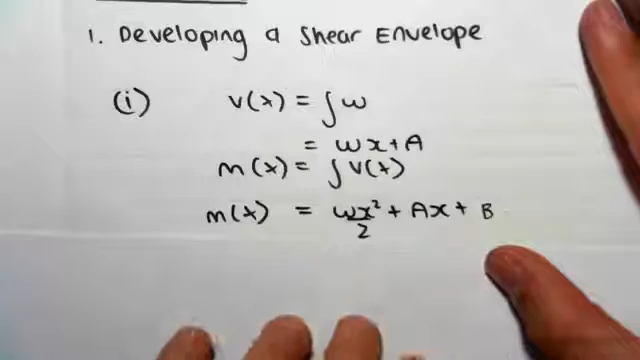 1. Developing a Shear Envelope
(i) V(x) = ∫w
= wx + A
m(x) = ∫V(x)
m(x) = wx²/2 + Ax + B